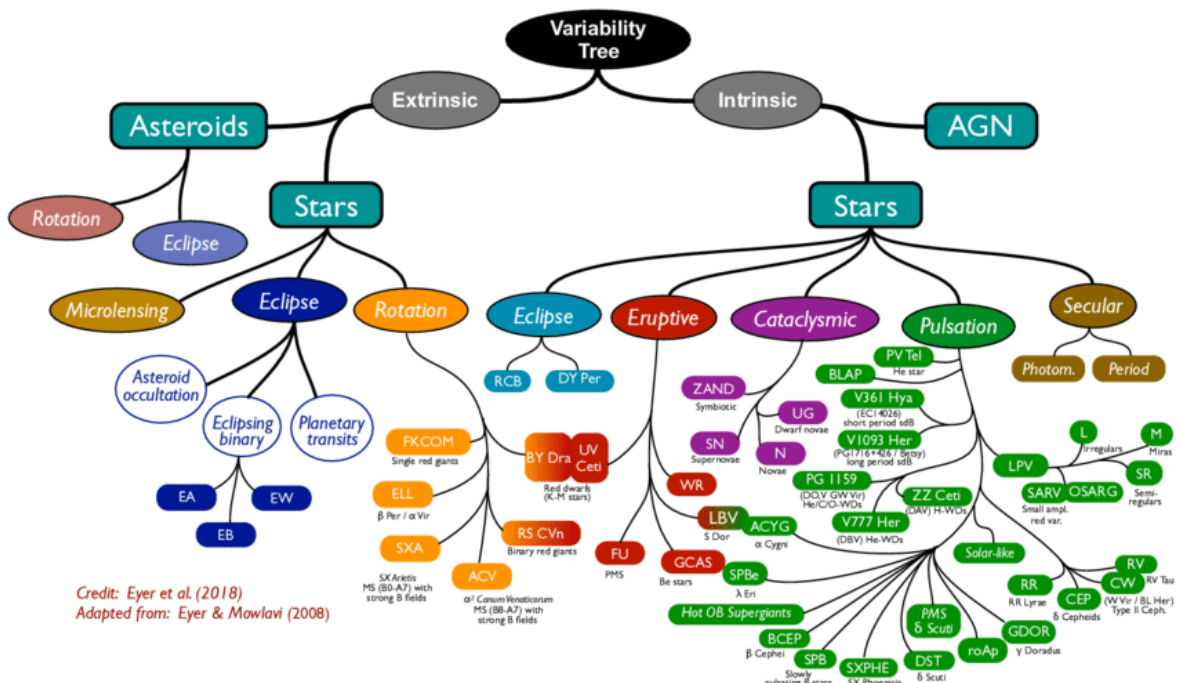 Variability
Tree
Extrinsic
Intrinsic
Asteroids
AGN
Stars
Stars
Rotation
Eclipse
Microlensing
Eclipse
Rotation
Eclipse
Eruptive
Cataclysmic
Pulsation
Secular
Asteroid
occultation
Eclipsing
binary
Planetary
transits
EA
EB
EW
FKCOM
Single red giants
ELL
β Per / α Vir
SXA
SX Arietis
MS (B0-A7) with
strong B fields
ACV
α² Canum Venaticorum
MS (B8-A7) with
strong B fields
BY Dra
UV
Ceti
Red dwarfs
(K-M stars)
RS CVn
Binary red giants
RCB
DY Per
FU
PMS
WR
LBV
S Dor
GCAS
Be stars
ZAND
Symbiotic
SN
Supernovae
UG
Dwarf novae
N
Novae
PV Tel
He star
BLAP
V361 Hya
(EC14026)
short period sdB
V1093 Her
(PG1716+426 / Betsy)
long period sdB
PG 1159
(DO,V GW Vir)
He/C/O-WDs
ZZ Ceti
(DAV) H-WDs
V777 Her
(DBV) He-WDs
ACYG
α Cygni
SPBe
λ Eri
Hot OB Supergiants
BCEP
β Cephei
SPB
Slowly
pulsating B stars
SXPHE
SX Phoenicis
DST
δ Scuti
PMS
δ Scuti
roAp
GDOR
γ Doradus
Solar-like
RR
RR Lyrae
CEP
δ Cepheids
RV
RV Tau
CW
(W Vir / BL Her)
Type II Ceph.
LPV
L
Irregulars
M
Miras
SR
Semi-
regulars
SARV
Small ampl.
red var.
OSARG
Photom.
Period
Credit: Eyer et al. (2018)
Adapted from: Eyer & Mowlavi (2008)